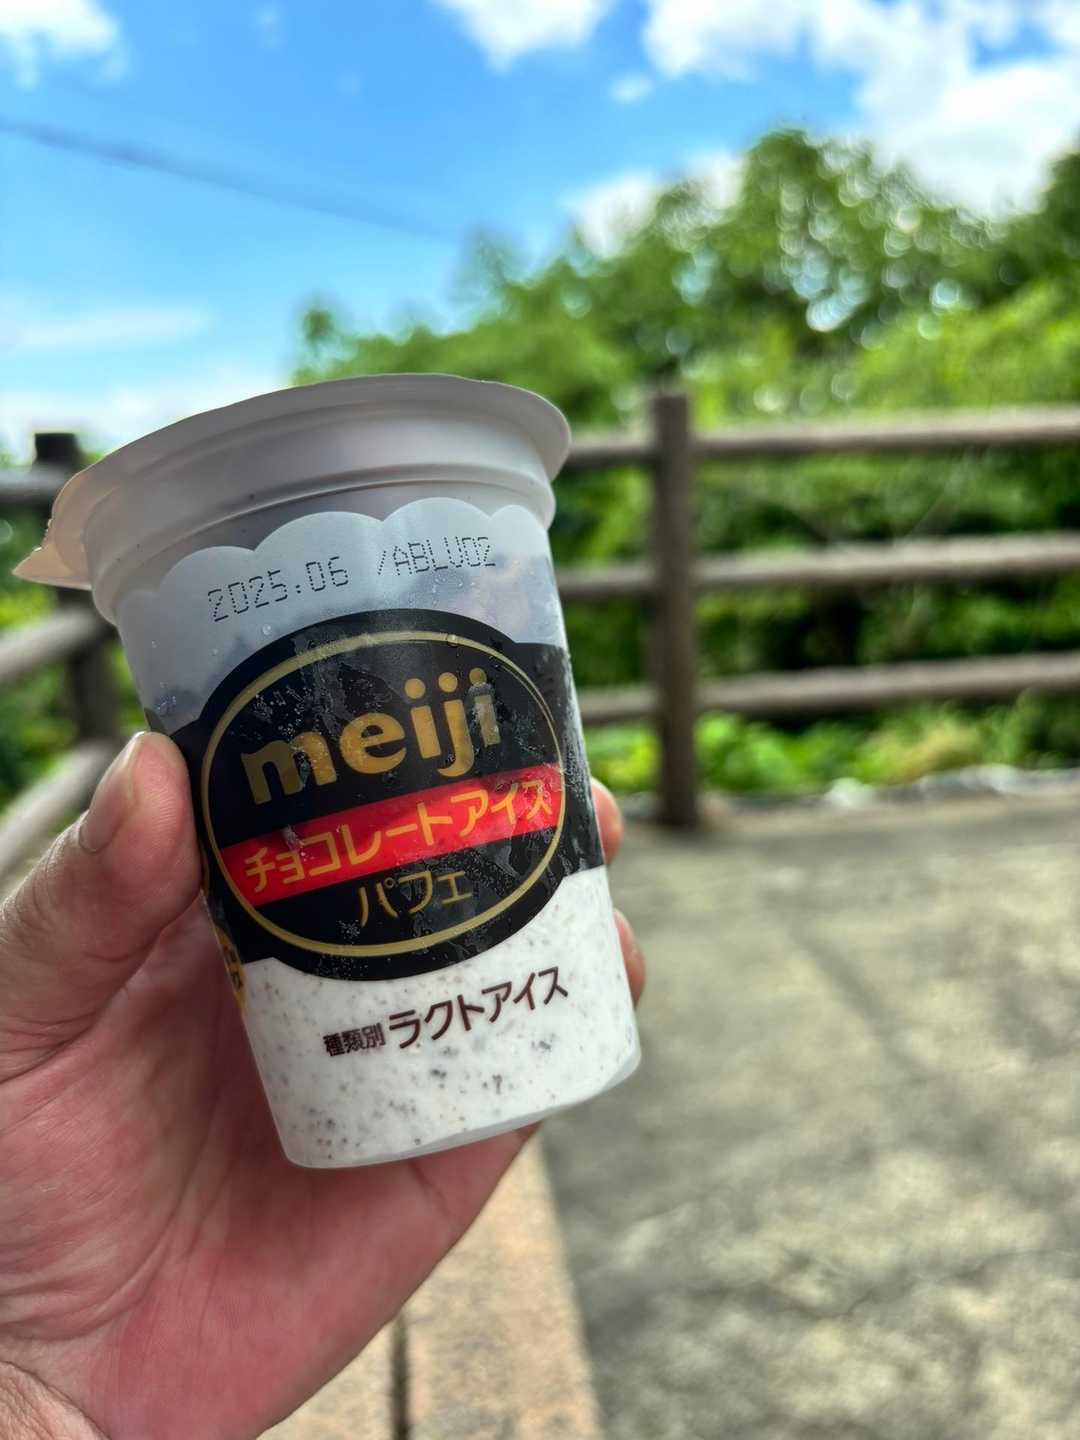 2025.06 /ABLU02
meiji
チョコレートアイス
パフェ
種類別 ラクトアイス